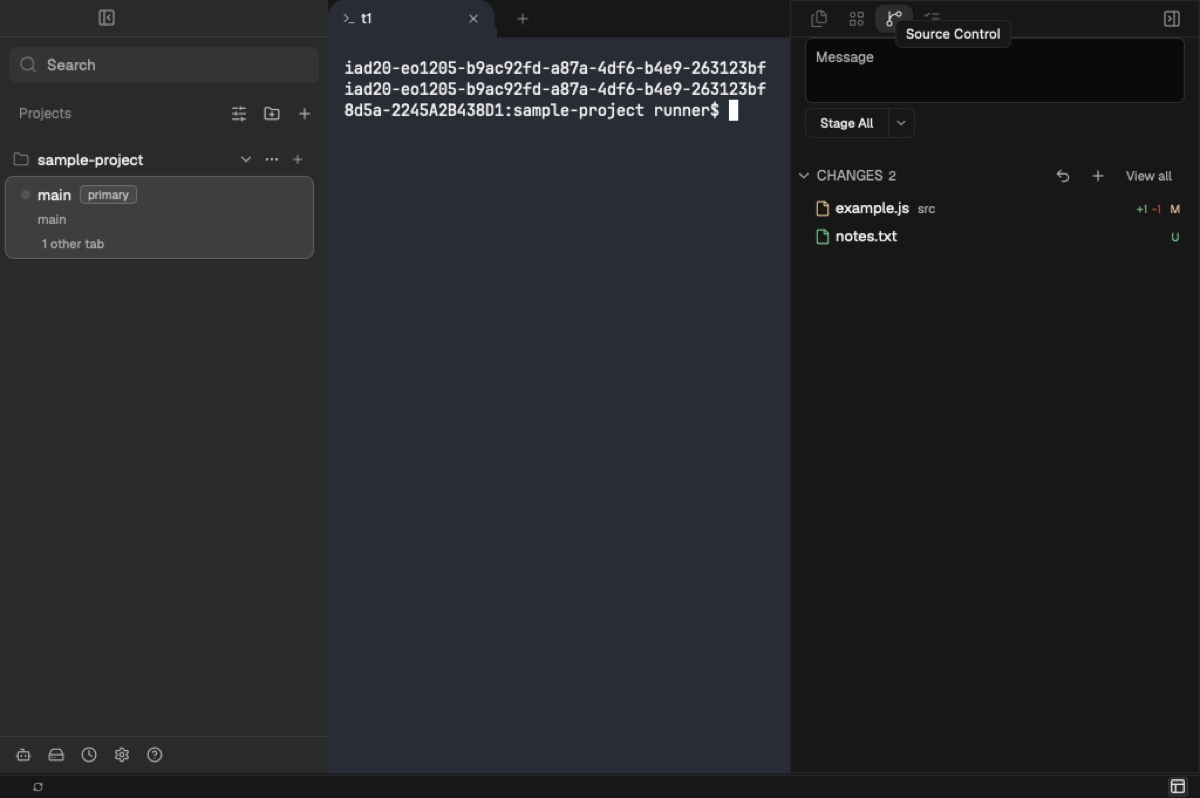 Search
Projects
sample-project
main primary
main
1 other tab
>_ t1
iad20-eo1205-b9ac92fd-a87a-4df6-b4e9-263123bf
iad20-eo1205-b9ac92fd-a87a-4df6-b4e9-263123bf
8d5a-2245A2B438D1:sample-project runner$
Source Control
Message
Stage All
CHANGES 2
View all
example.js src +1 -1 M
notes.txt U